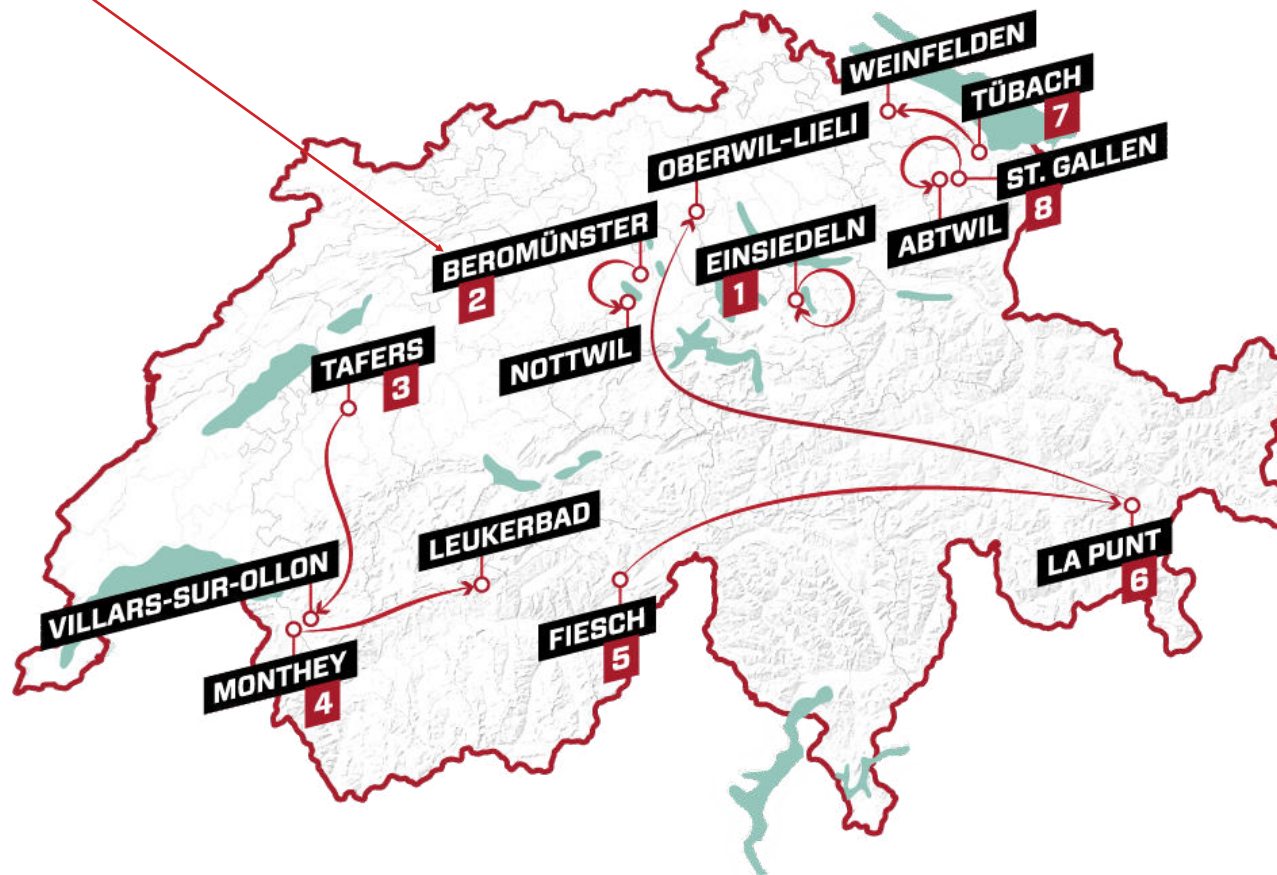 WEINFELDEN
TÜBACH
7
OBERWIL-LIELI
ST. GALLEN
8
ABTWIL
BEROMÜNSTER
2
EINSIEDELN
1
NOTTWIL
TAFERS
3
LEUKERBAD
VILLARS-SUR-OLLON
MONTHEY
4
FIESCH
5
LA PUNT
6